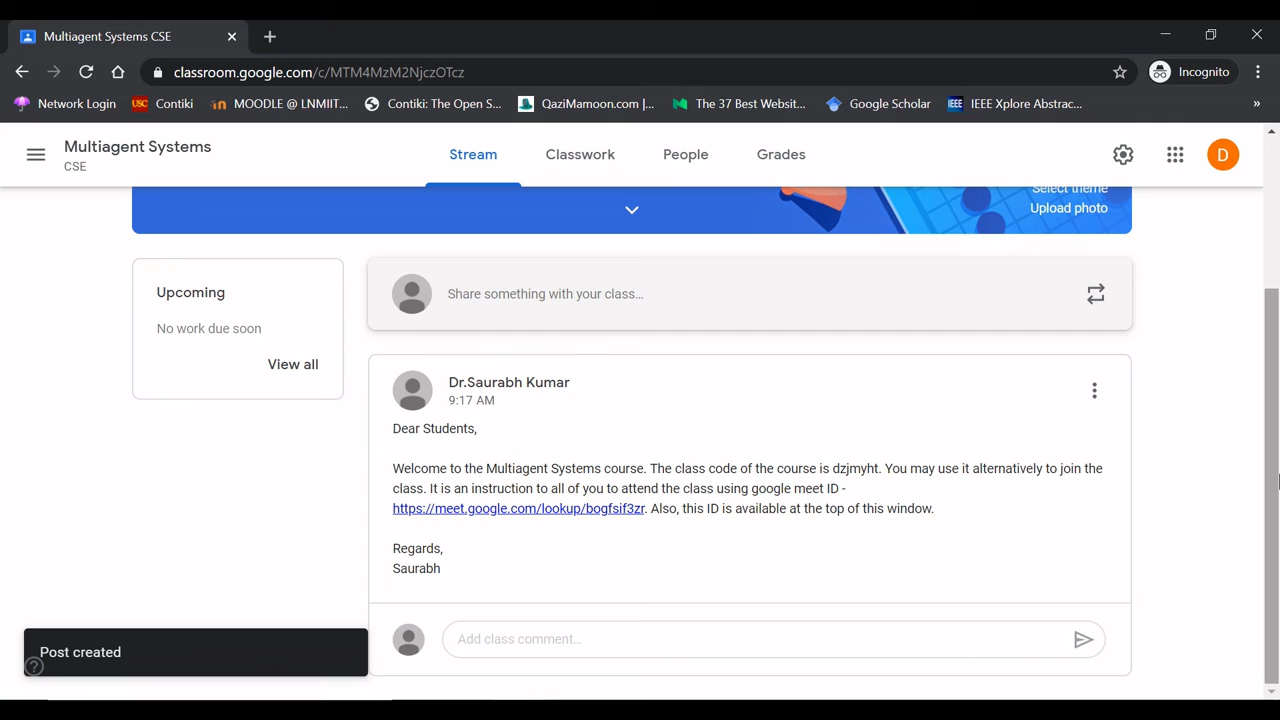 Multiagent Systems CSE
classroom.google.com/c/MTM4MzM2NjczOTcz
Incognito
Network Login
USC Contiki
MOODLE @ LNMIIT...
Contiki: The Open S...
QaziMamoon.com |...
The 37 Best Websit...
Google Scholar
IEEE IEEE Xplore Abstrac...
»
Multiagent Systems
CSE
Stream
Classwork
People
Grades
D
Select theme
Upload photo
Upcoming
No work due soon
View all
Share something with your class...
Dr.Saurabh Kumar
9:17 AM
Dear Students,
Welcome to the Multiagent Systems course. The class code of the course is dzjmyht. You may use it alternatively to join the
class. It is an instruction to all of you to attend the class using google meet ID -
https://meet.google.com/lookup/bogfsif3zr. Also, this ID is available at the top of this window.
Regards,
Saurabh
Add class comment...
Post created
?